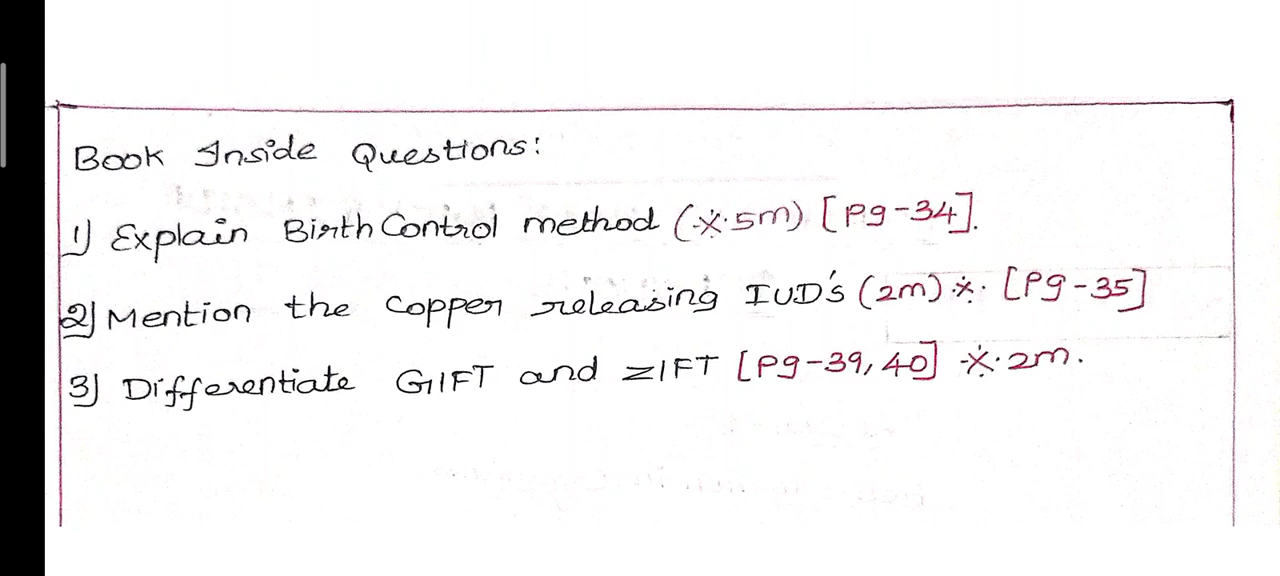 Book Inside Questions:
1) Explain Birth Control method (※ 5m) [Pg-34].
2) Mention the copper releasing IUD's (2m) ※ [Pg-35]
3) Differentiate GIFT and ZIFT [Pg-39, 40] ※ 2m.